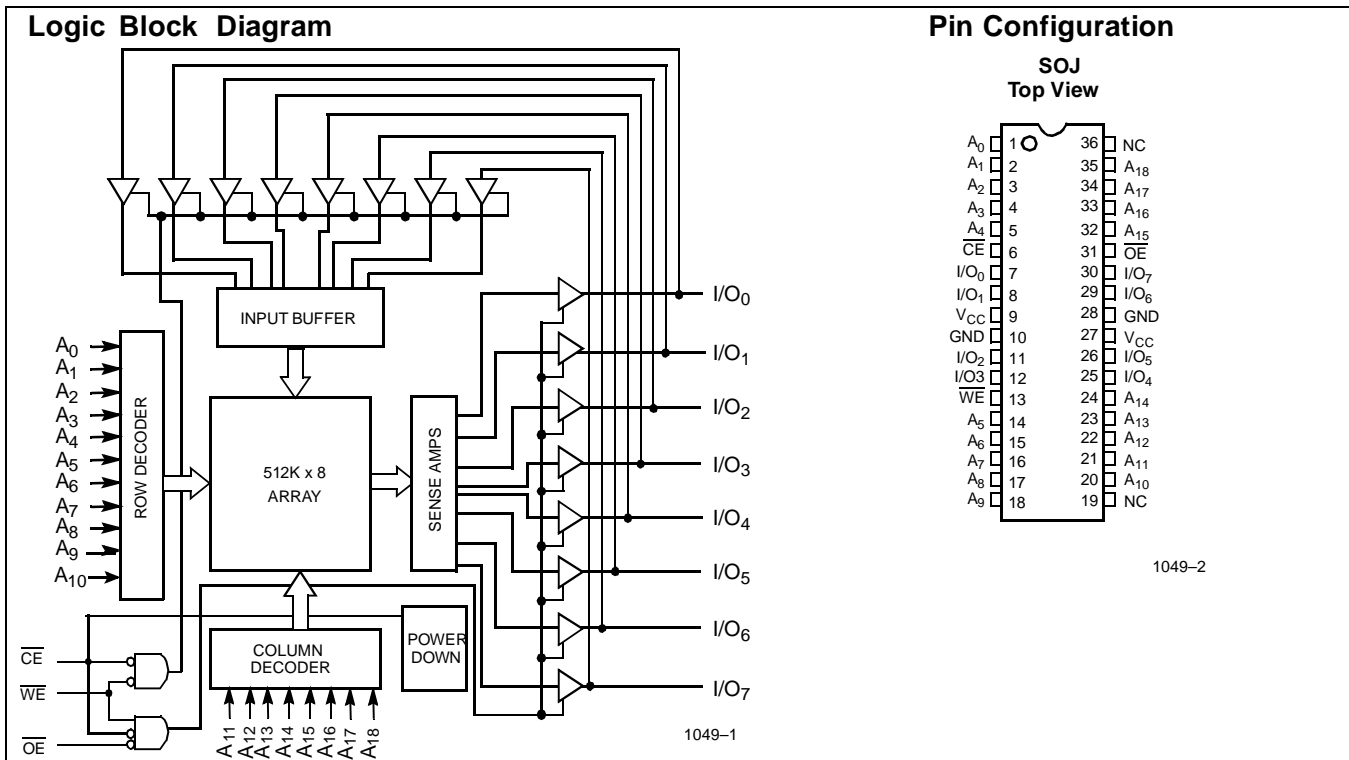 Logic Block Diagram
INPUT BUFFER
A0
A1
A2
A3
A4
A5
A6
A7
A8
A9
A10
ROW DECODER
512K x 8
ARRAY
SENSE AMPS
I/O0
I/O1
I/O2
I/O3
I/O4
I/O5
I/O6
I/O7
COLUMN
DECODER
POWER
DOWN
CE
WE
OE
A11
A12
A13
A14
A15
A16
A17
A18
1049–1
Pin Configuration
SOJ
Top View
A0 1 36 NC
A1 2 35 A18
A2 3 34 A17
A3 4 33 A16
A4 5 32 A15
CE 6 31 OE
I/O0 7 30 I/O7
I/O1 8 29 I/O6
VCC 9 28 GND
GND 10 27 VCC
I/O2 11 26 I/O5
I/O3 12 25 I/O4
WE 13 24 A14
A5 14 23 A13
A6 15 22 A12
A7 16 21 A11
A8 17 20 A10
A9 18 19 NC
1049–2